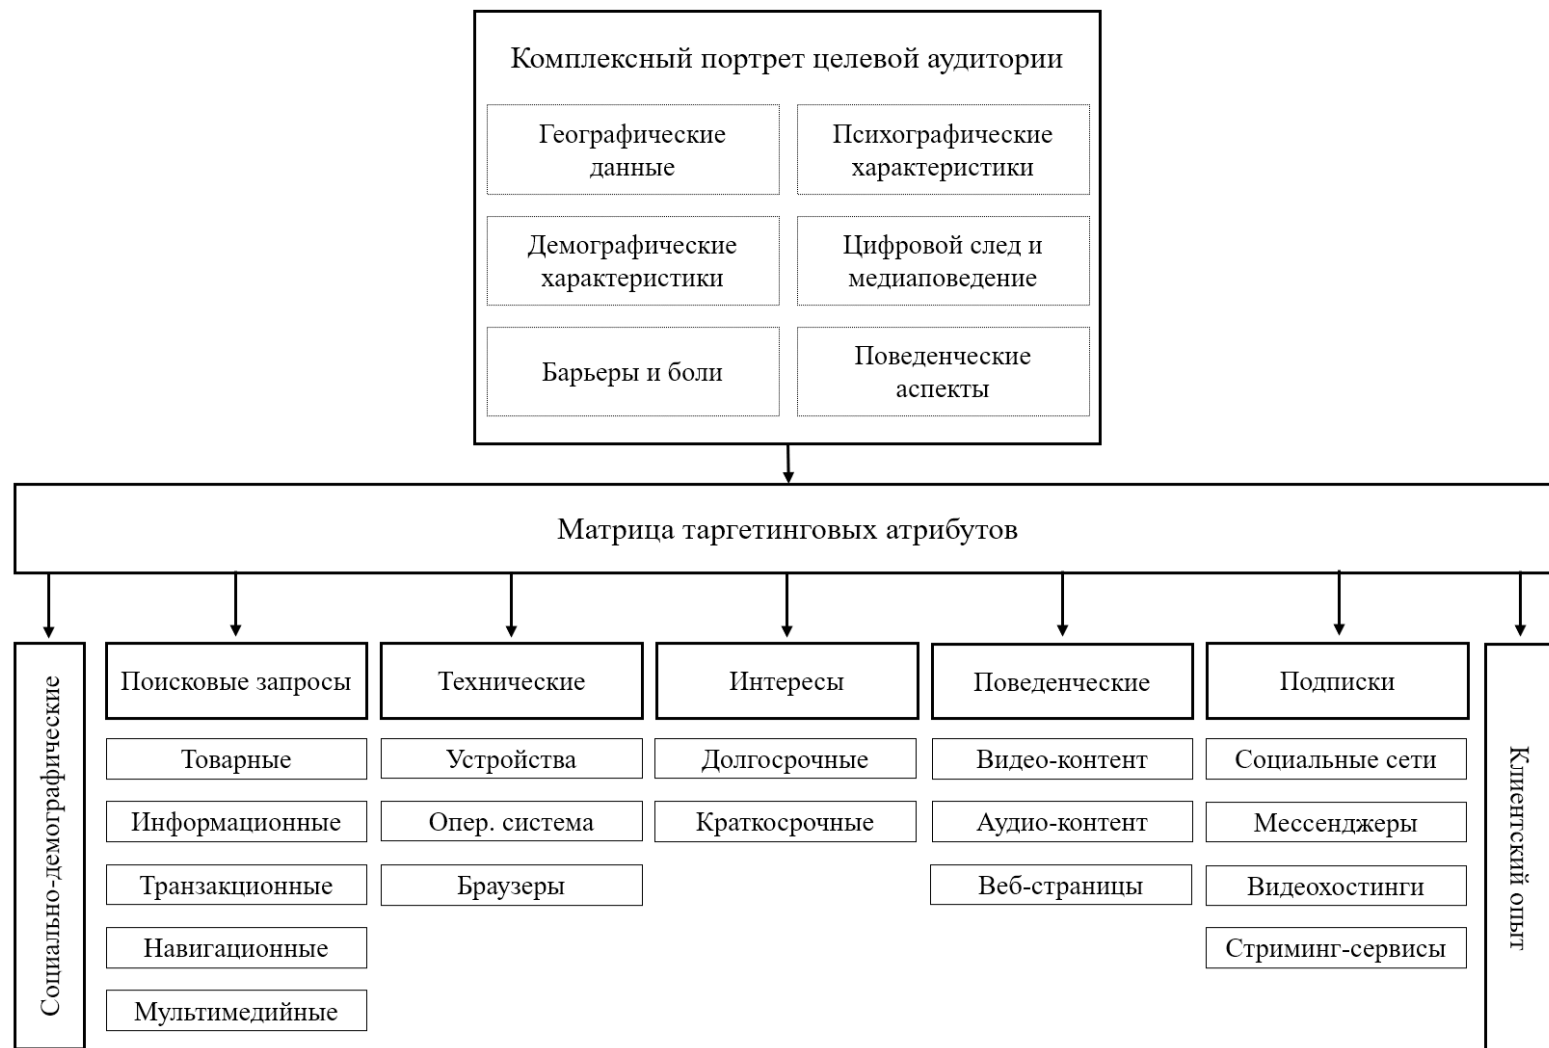 Комплексный портрет целевой аудитории
Географические
данные
Психографические
характеристики
Демографические
характеристики
Цифровой след и
медиаповедение
Барьеры и боли
Поведенческие
аспекты
Матрица таргетинговых атрибутов
Социально-демографические
Поисковые запросы
Товарные
Информационные
Транзакционные
Навигационные
Мультимедийные
Технические
Устройства
Опер. система
Браузеры
Интересы
Долгосрочные
Краткосрочные
Поведенческие
Видео-контент
Аудио-контент
Веб-страницы
Подписки
Социальные сети
Мессенджеры
Видеохостинги
Стриминг-сервисы
Клиентский опыт